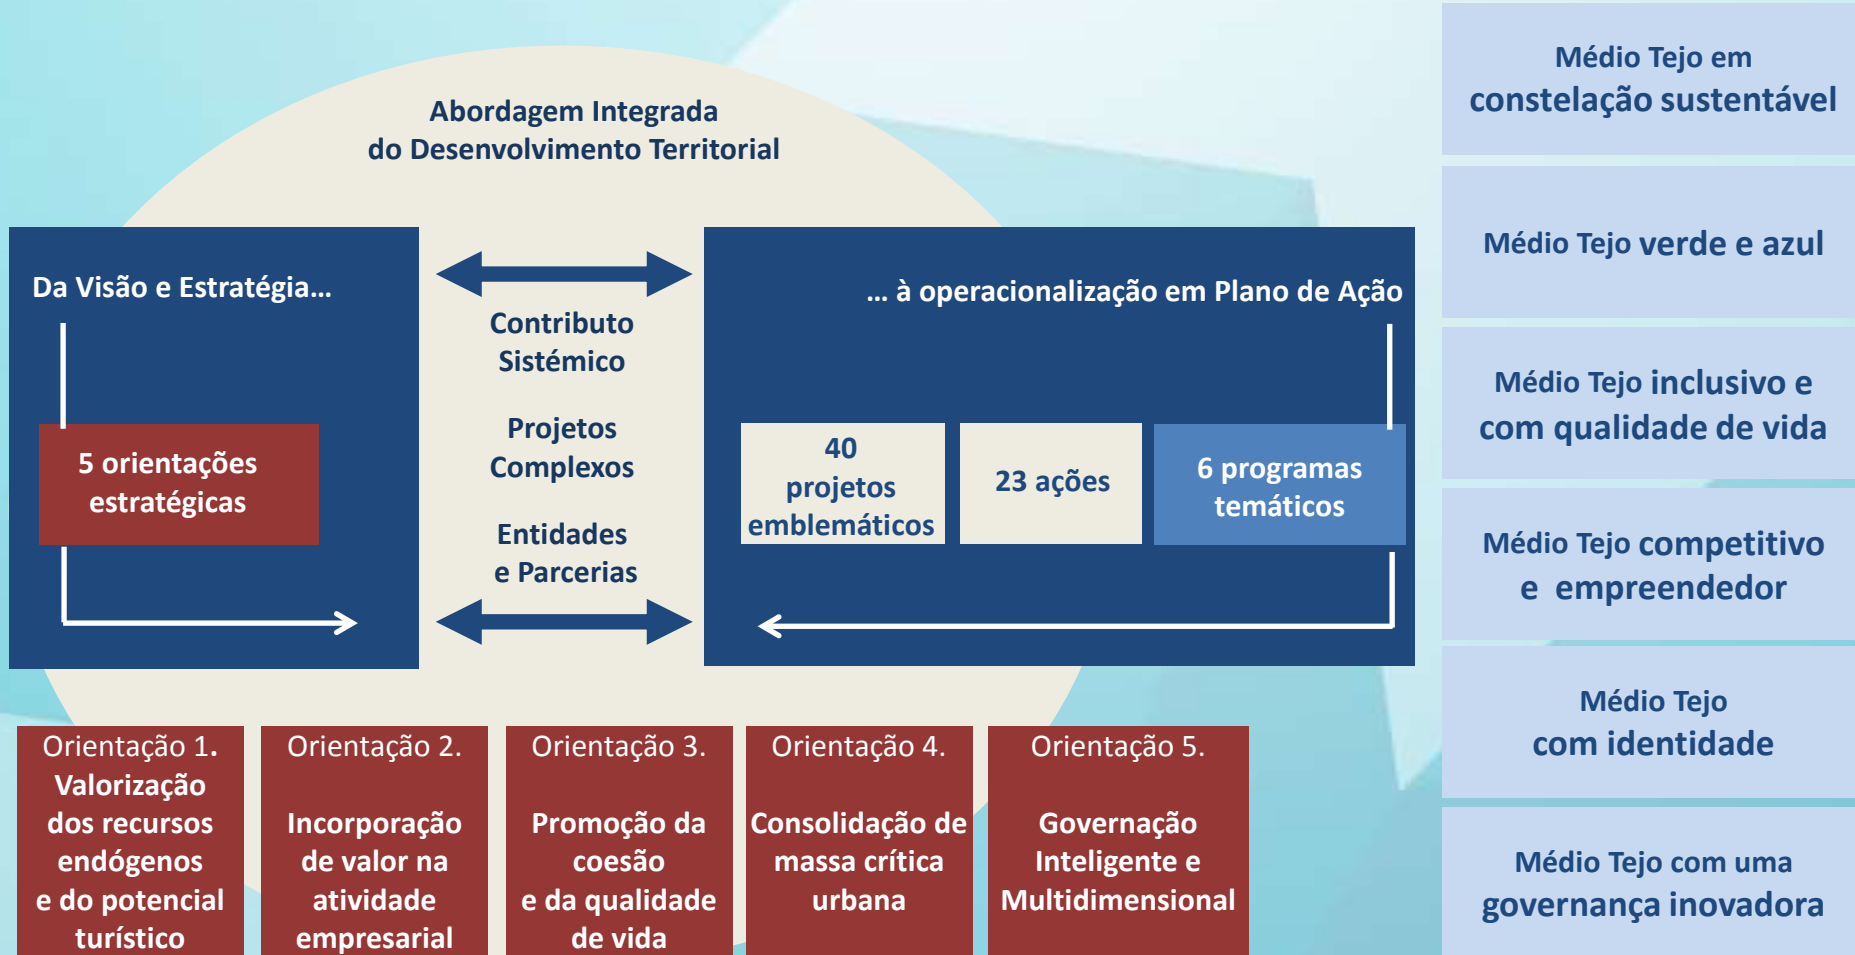 Abordagem Integrada
do Desenvolvimento Territorial
Da Visão e Estratégia...
5 orientações
estratégicas
Contributo
Sistémico
Projetos
Complexos
Entidades
e Parcerias
... à operacionalização em Plano de Ação
40
projetos
emblemáticos
23 ações
6 programas
temáticos
Orientação 1.
Valorização
dos recursos
endógenos
e do potencial
turístico
Orientação 2.
Incorporação
de valor na
atividade
empresarial
Orientação 3.
Promoção da
coesão
e da qualidade
de vida
Orientação 4.
Consolidação de
massa crítica
urbana
Orientação 5.
Governação
Inteligente e
Multidimensional
Médio Tejo em
constelação sustentável
Médio Tejo verde e azul
Médio Tejo inclusivo e
com qualidade de vida
Médio Tejo competitivo
e empreendedor
Médio Tejo
com identidade
Médio Tejo com uma
governança inovadora